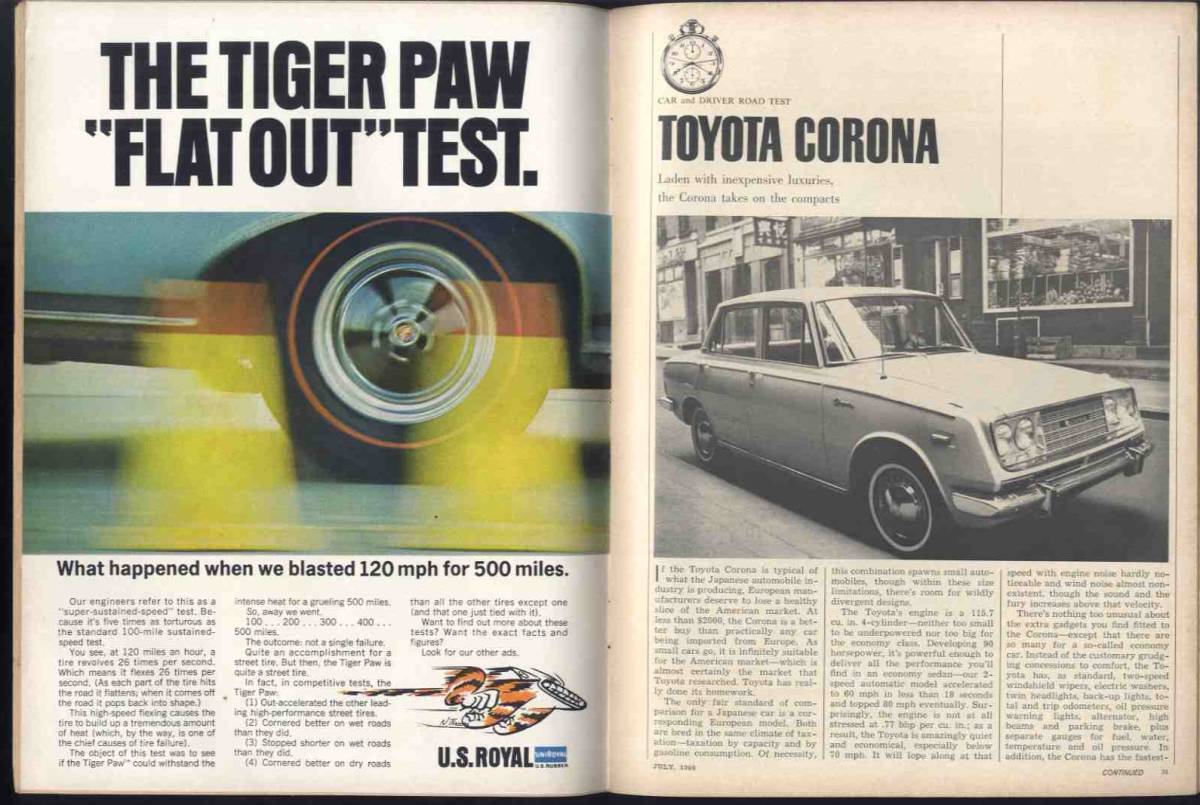 THE TIGER PAW
"FLAT OUT" TEST.
What happened when we blasted 120 mph for 500 miles.
Our engineers refer to this as a
"super-sustained-speed" test. Be-
cause it's five times as torturous as
the standard 100-mile sustained-
speed test.
You see, at 120 miles an hour, a
tire revolves 26 times per second.
Which means it flexes 26 times per
second. (As each part of the tire hits
the road it flattens; when it comes off
the road it pops back into shape.)
This high-speed flexing causes the
tire to build up a tremendous amount
of heat (which, by the way, is one of
the chief causes of tire failure).
The object of this test was to see
if the Tiger Paw™ could withstand the
intense heat for a grueling 500 miles.
So, away we went.
100 . . . 200 . . . 300 . . . 400 . . .
500 miles.
The outcome: not a single failure.
Quite an accomplishment for a
street tire. But then, the Tiger Paw is
quite a street tire.
In fact, in competitive tests, the
Tiger Paw:
(1) Out-accelerated the other lead-
ing high-performance street tires.
(2) Cornered better on wet roads
than they did.
(3) Stopped shorter on wet roads
than they did.
(4) Cornered better on dry roads
than all the other tires except one
(and that one just tied with it).
Want to find out more about these
tests? Want the exact facts and
figures?
Look for our other ads.
U.S. ROYAL
UNIROYAL
U.S. RUBBER
CAR and DRIVER ROAD TEST
TOYOTA CORONA
Laden with inexpensive luxuries,
the Corona takes on the compacts
If the Toyota Corona is typical of
what the Japanese automobile in-
dustry is producing, European man-
ufacturers deserve to lose a healthy
slice of the American market. At
less than $2000, the Corona is a bet-
ter buy than practically any car
being imported from Europe. As
small cars go, it is infinitely suitable
for the American market—which is
almost certainly the market that
Toyota researched. Toyota has real-
ly done its homework.
The only fair standard of com-
parison for a Japanese car is a cor-
responding European model. Both
are bred in the same climate of tax-
ation—taxation by capacity and by
gasoline consumption. Of necessity,
this combination spawns small auto-
mobiles, though within these size
limitations, there's room for wildly
divergent designs.
The Toyota's engine is a 115.7
cu. in. 4-cylinder—neither too small
to be underpowered nor too big for
the economy class. Developing 90
horsepower, it's powerful enough to
deliver all the performance you'll
find in an economy sedan—our 2-
speed automatic model accelerated
to 60 mph in less than 18 seconds
and topped 80 mph eventually. Sur-
prisingly, the engine is not at all
stressed at .77 bhp per cu. in.; as a
result, the Toyota is amazingly quiet
and economical, especially below
70 mph. It will lope along at that
speed with engine noise hardly no-
ticeable and wind noise almost non-
existent, though the sound and the
fury increases above that velocity.
There's nothing too unusual about
the extra gadgets you find fitted to
the Corona—except that there are
so many for a so-called economy
car. Instead of the customary grudg-
ing concessions to comfort, the To-
yota has, as standard, two-speed
windshield wipers, electric washers,
twin headlights, back-up lights, to-
tal and trip odometers, oil pressure
warning lights, alternator, high
beams and parking brake, plus
separate gauges for fuel, water,
temperature and oil pressure. In
addition, the Corona has the fastest-
JULY, 1966
CONTINUED